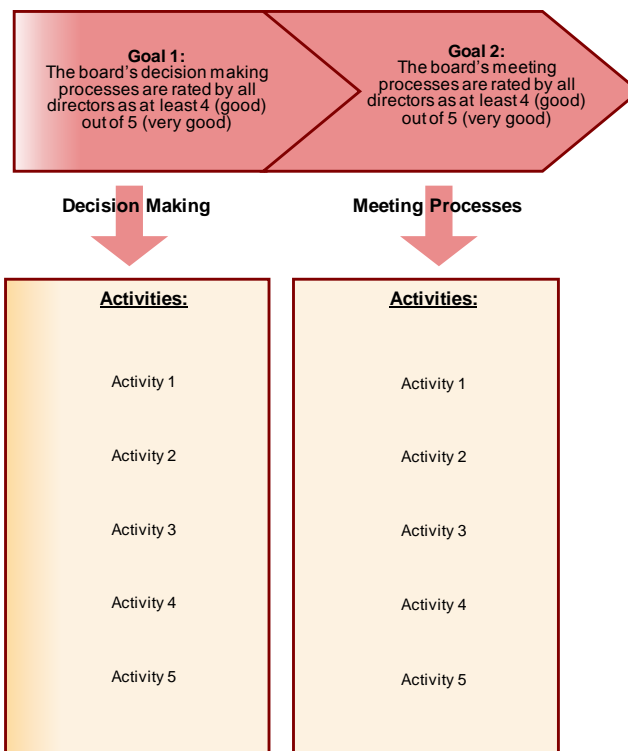 Goal 1:
The board's decision making
processes are rated by all
directors as at least 4 (good)
out of 5 (very good)
Goal 2:
The board's meeting
processes are rated by all
directors as at least 4 (good)
out of 5 (very good)
Decision Making
Meeting Processes
Activities:
Activity 1
Activity 2
Activity 3
Activity 4
Activity 5
Activities:
Activity 1
Activity 2
Activity 3
Activity 4
Activity 5